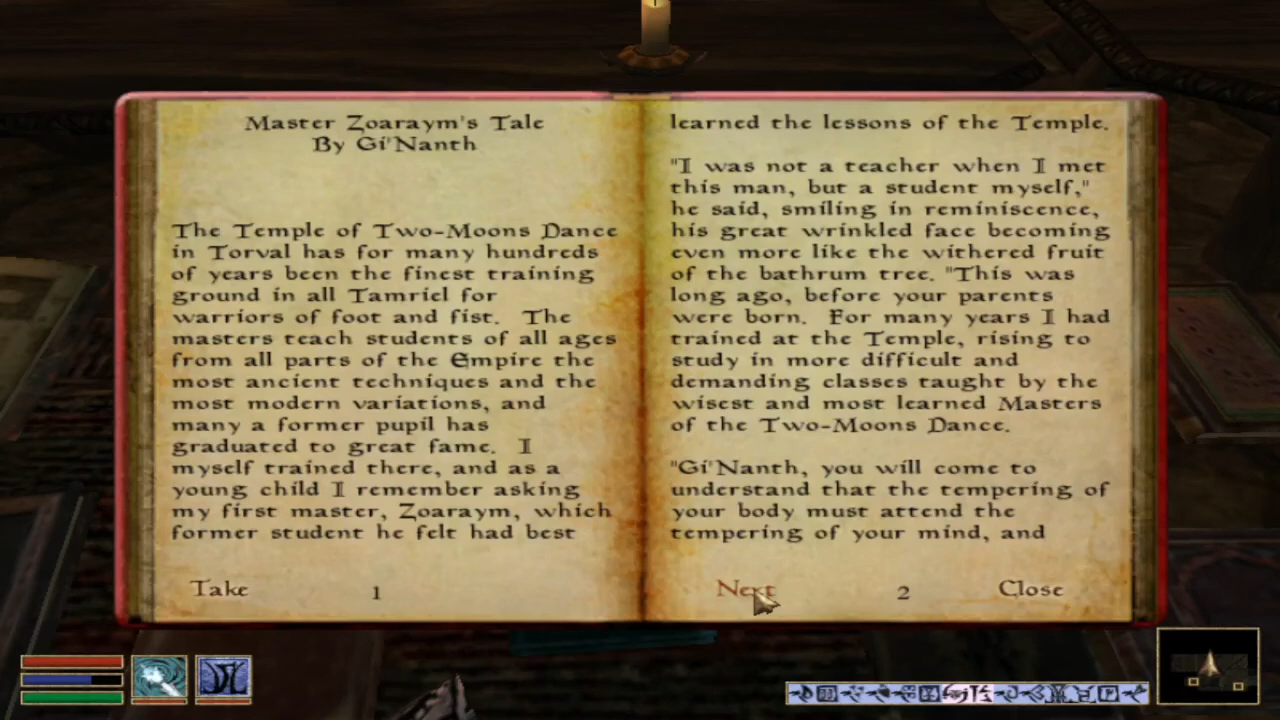 Master Zoaraym's Tale
By Gi'Nanth
The Temple of Two-Moons Dance
in Torval has for many hundreds
of years been the finest training
ground in all Tamriel for
warriors of foot and fist.  The
masters teach students of all ages
from all parts of the Empire the
most ancient techniques and the
most modern variations, and
many a former pupil has
graduated to great fame.  I
myself trained there, and as a
young child I remember asking
my first master, Zoaraym, which
former student he felt had best
Take
1
learned the lessons of the Temple.
"I was not a teacher when I met
this man, but a student myself,"
he said, smiling in reminiscence,
his great wrinkled face becoming
even more like the withered fruit
of the bathrum tree. "This was
long ago, before your parents
were born.  For many years I had
trained at the Temple, rising to
study in more difficult and
demanding classes taught by the
wisest and most learned Masters
of the Two-Moons Dance.
"Gi'Nanth, you will come to
understand that the tempering of
your body must attend the
tempering of your mind, and
Next
2
Close